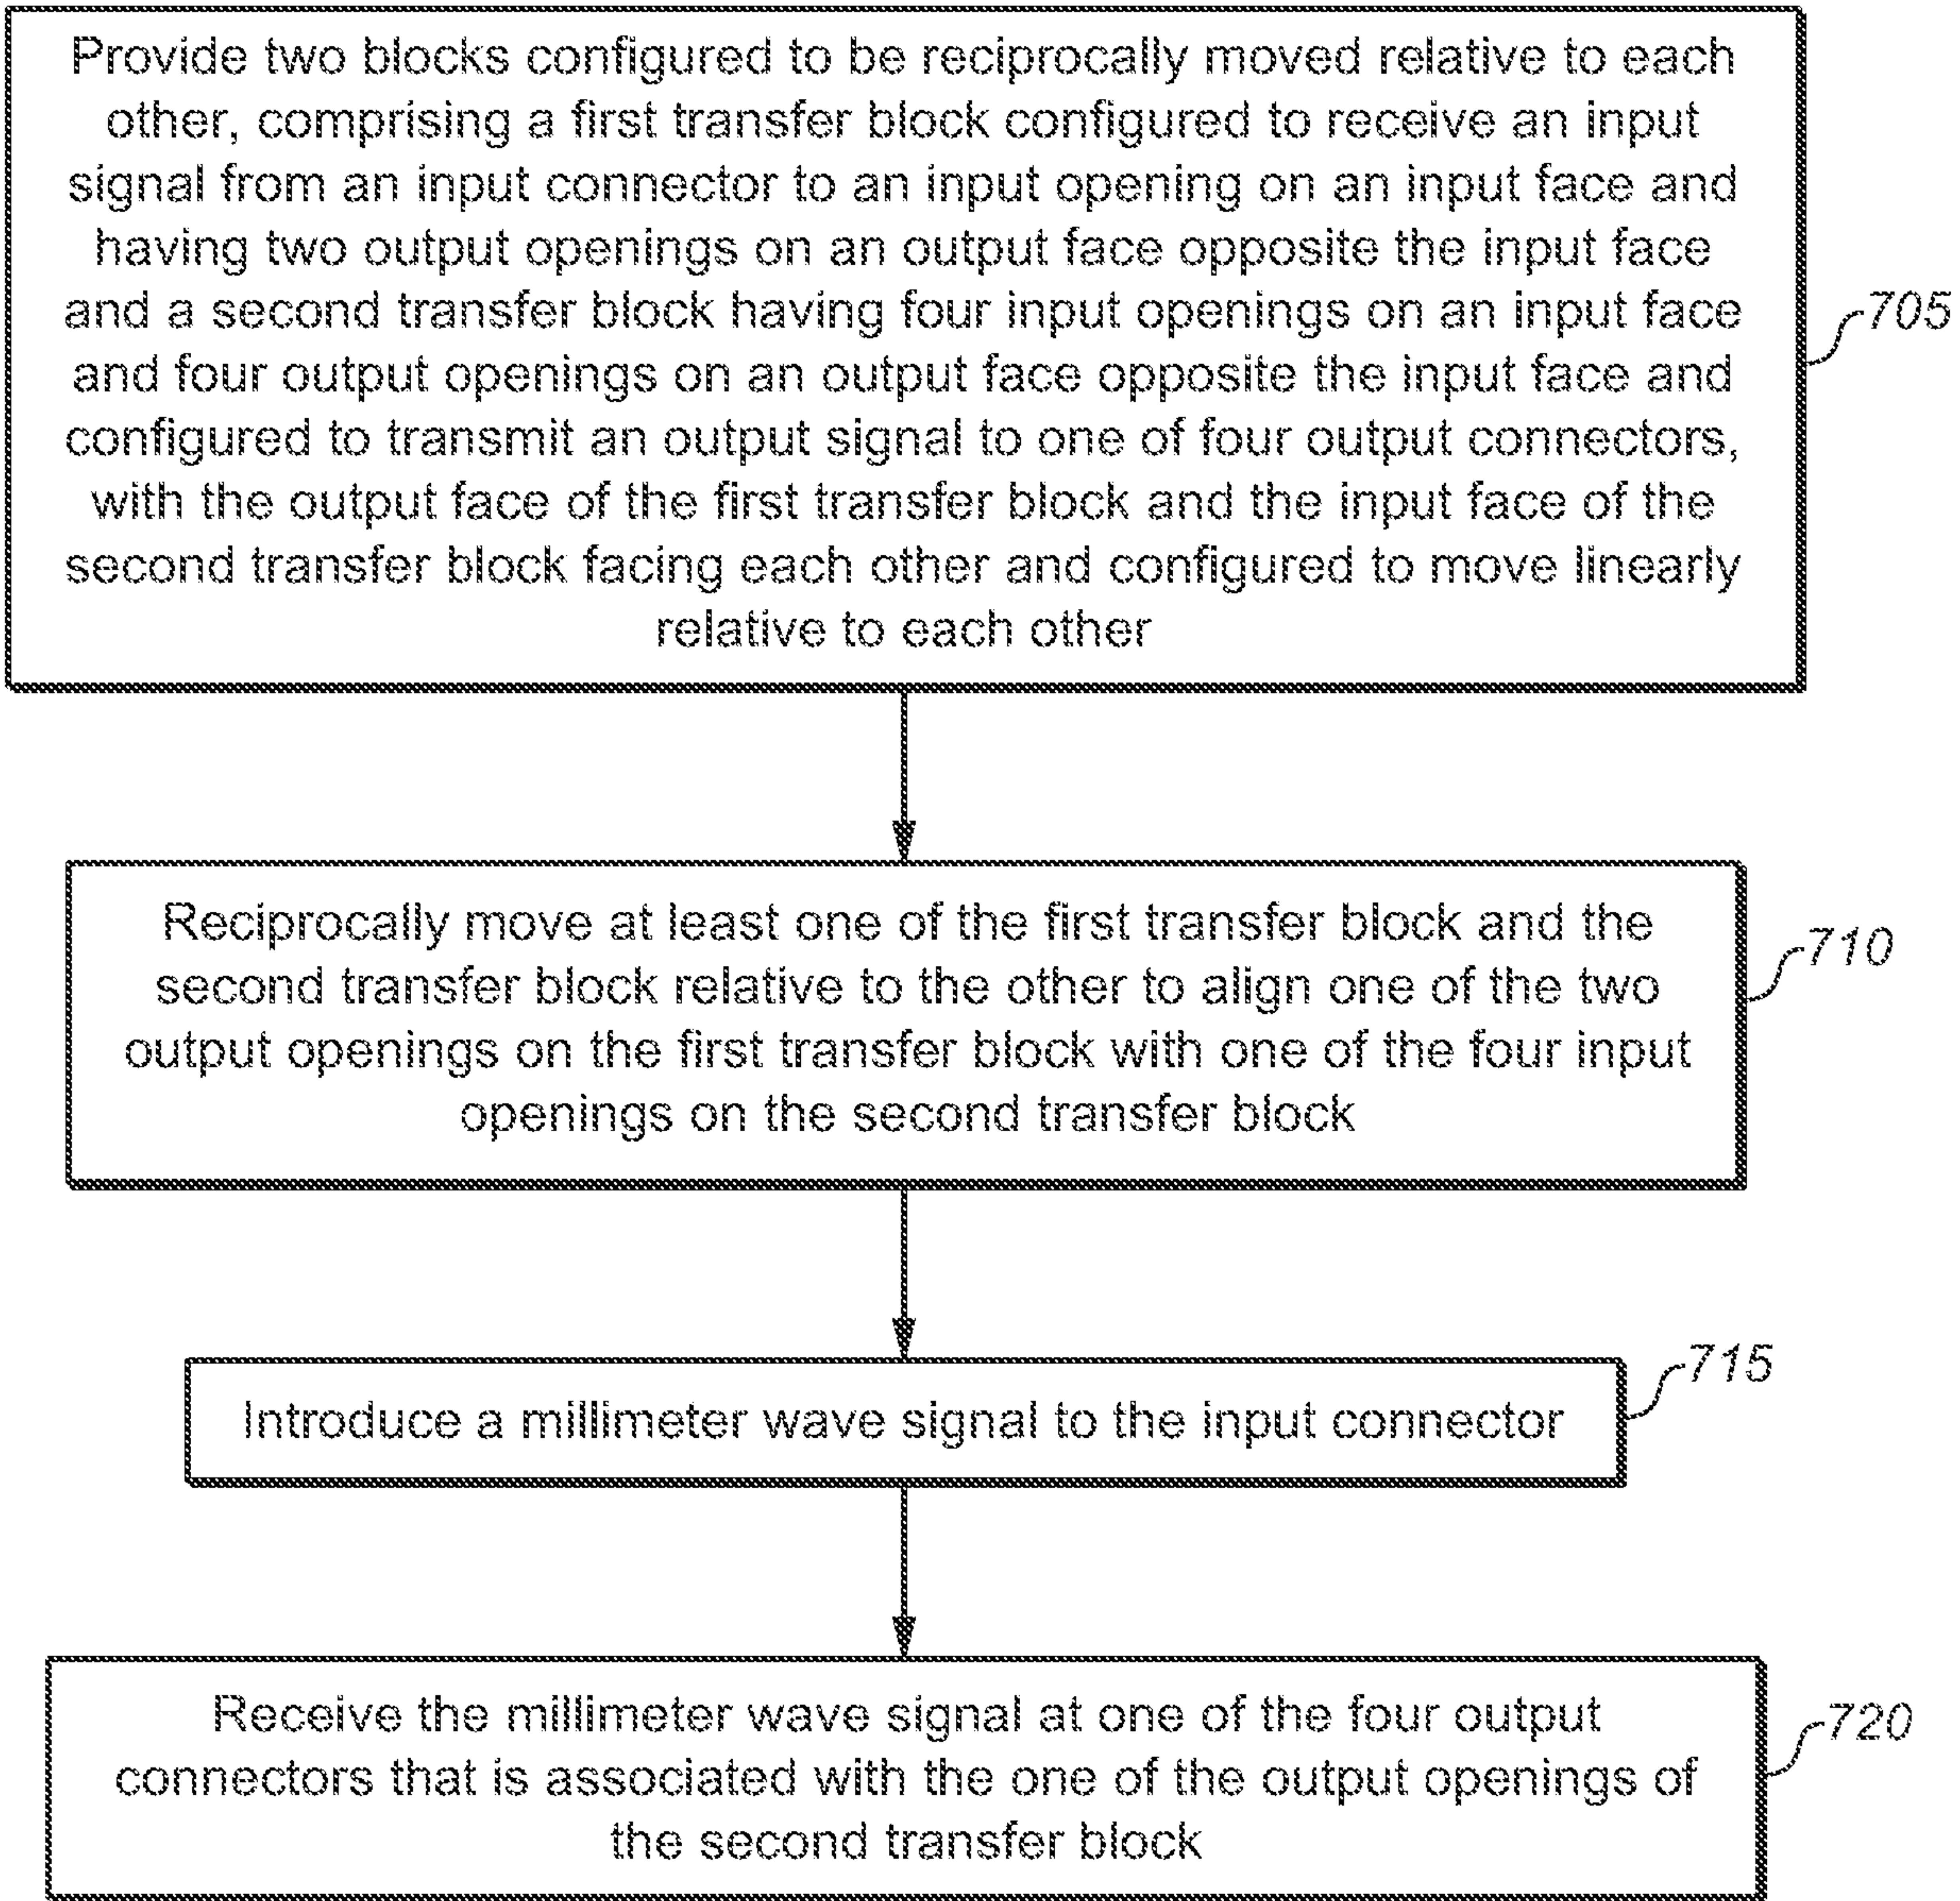 Provide two blocks configured to be reciprocally moved relative to each
other, comprising a first transfer block configured to receive an input
signal from an input connector to an input opening on an input face and
having two output openings on an output face opposite the input face
and a second transfer block having four input openings on an input face
and four output openings on an output face opposite the input face and
configured to transmit an output signal to one of four output connectors,
with the output face of the first transfer block and the input face of the
second transfer block facing each other and configured to move linearly
relative to each other
705
Reciprocally move at least one of the first transfer block and the
second transfer block relative to the other to align one of the two
output openings on the first transfer block with one of the four input
openings on the second transfer block
710
Introduce a millimeter wave signal to the input connector
715
Receive the millimeter wave signal at one of the four output
connectors that is associated with the one of the output openings of
the second transfer block
720